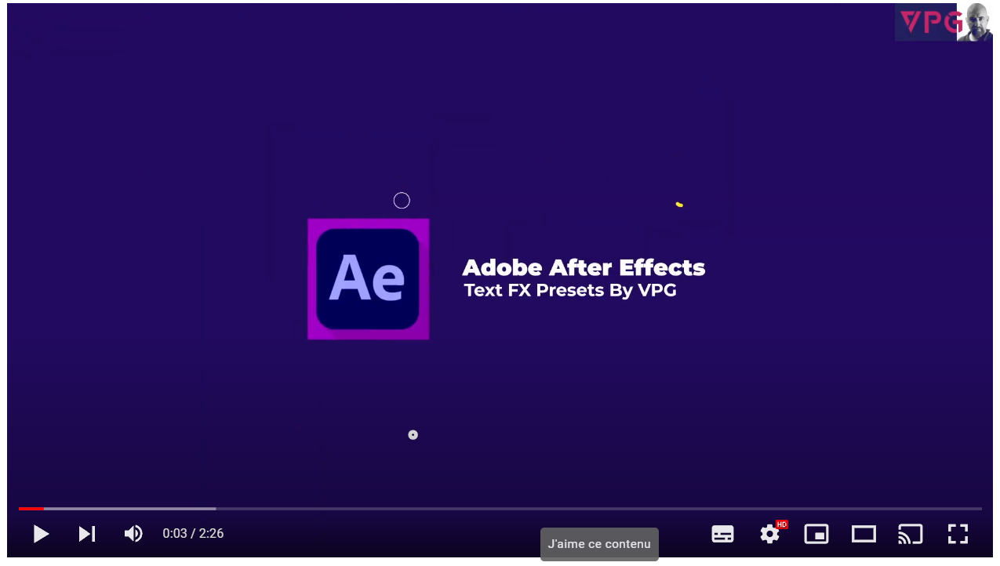 VPG
Ae
Adobe After Effects
Text FX Presets By VPG
0:03 / 2:26
HD
J'aime ce contenu